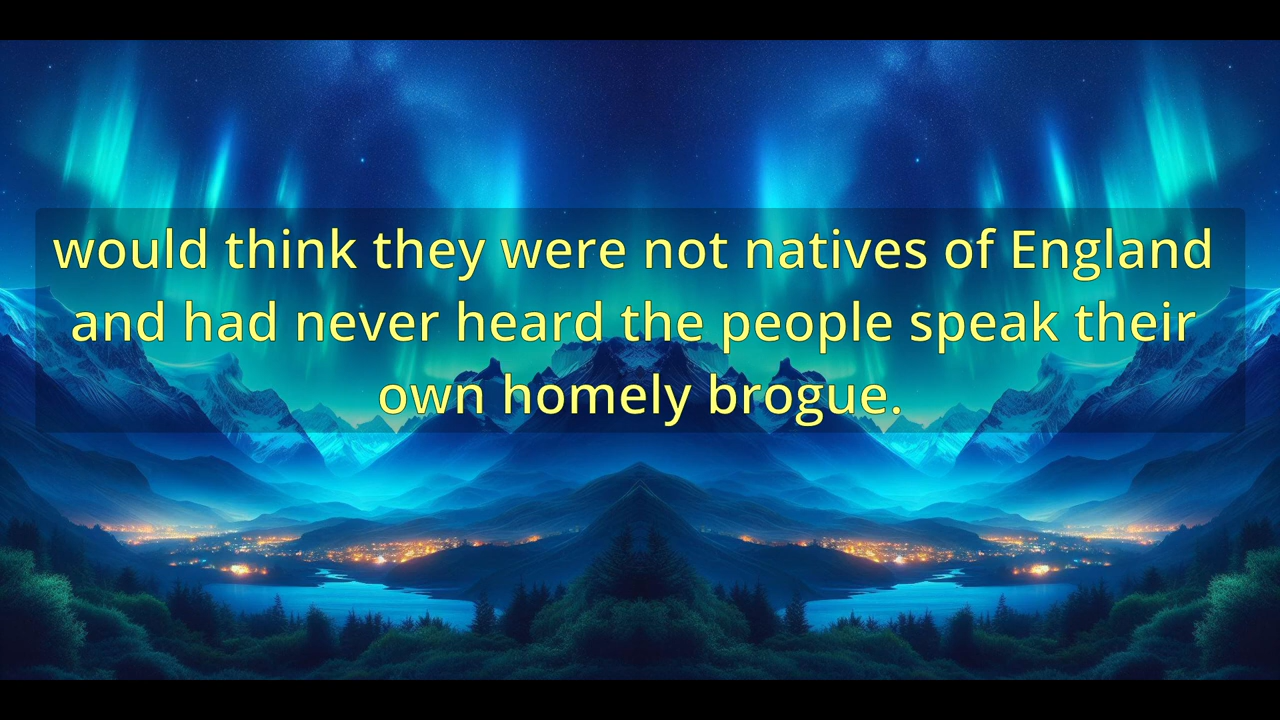 would think they were not natives of England
and had never heard the people speak their
own homely brogue.